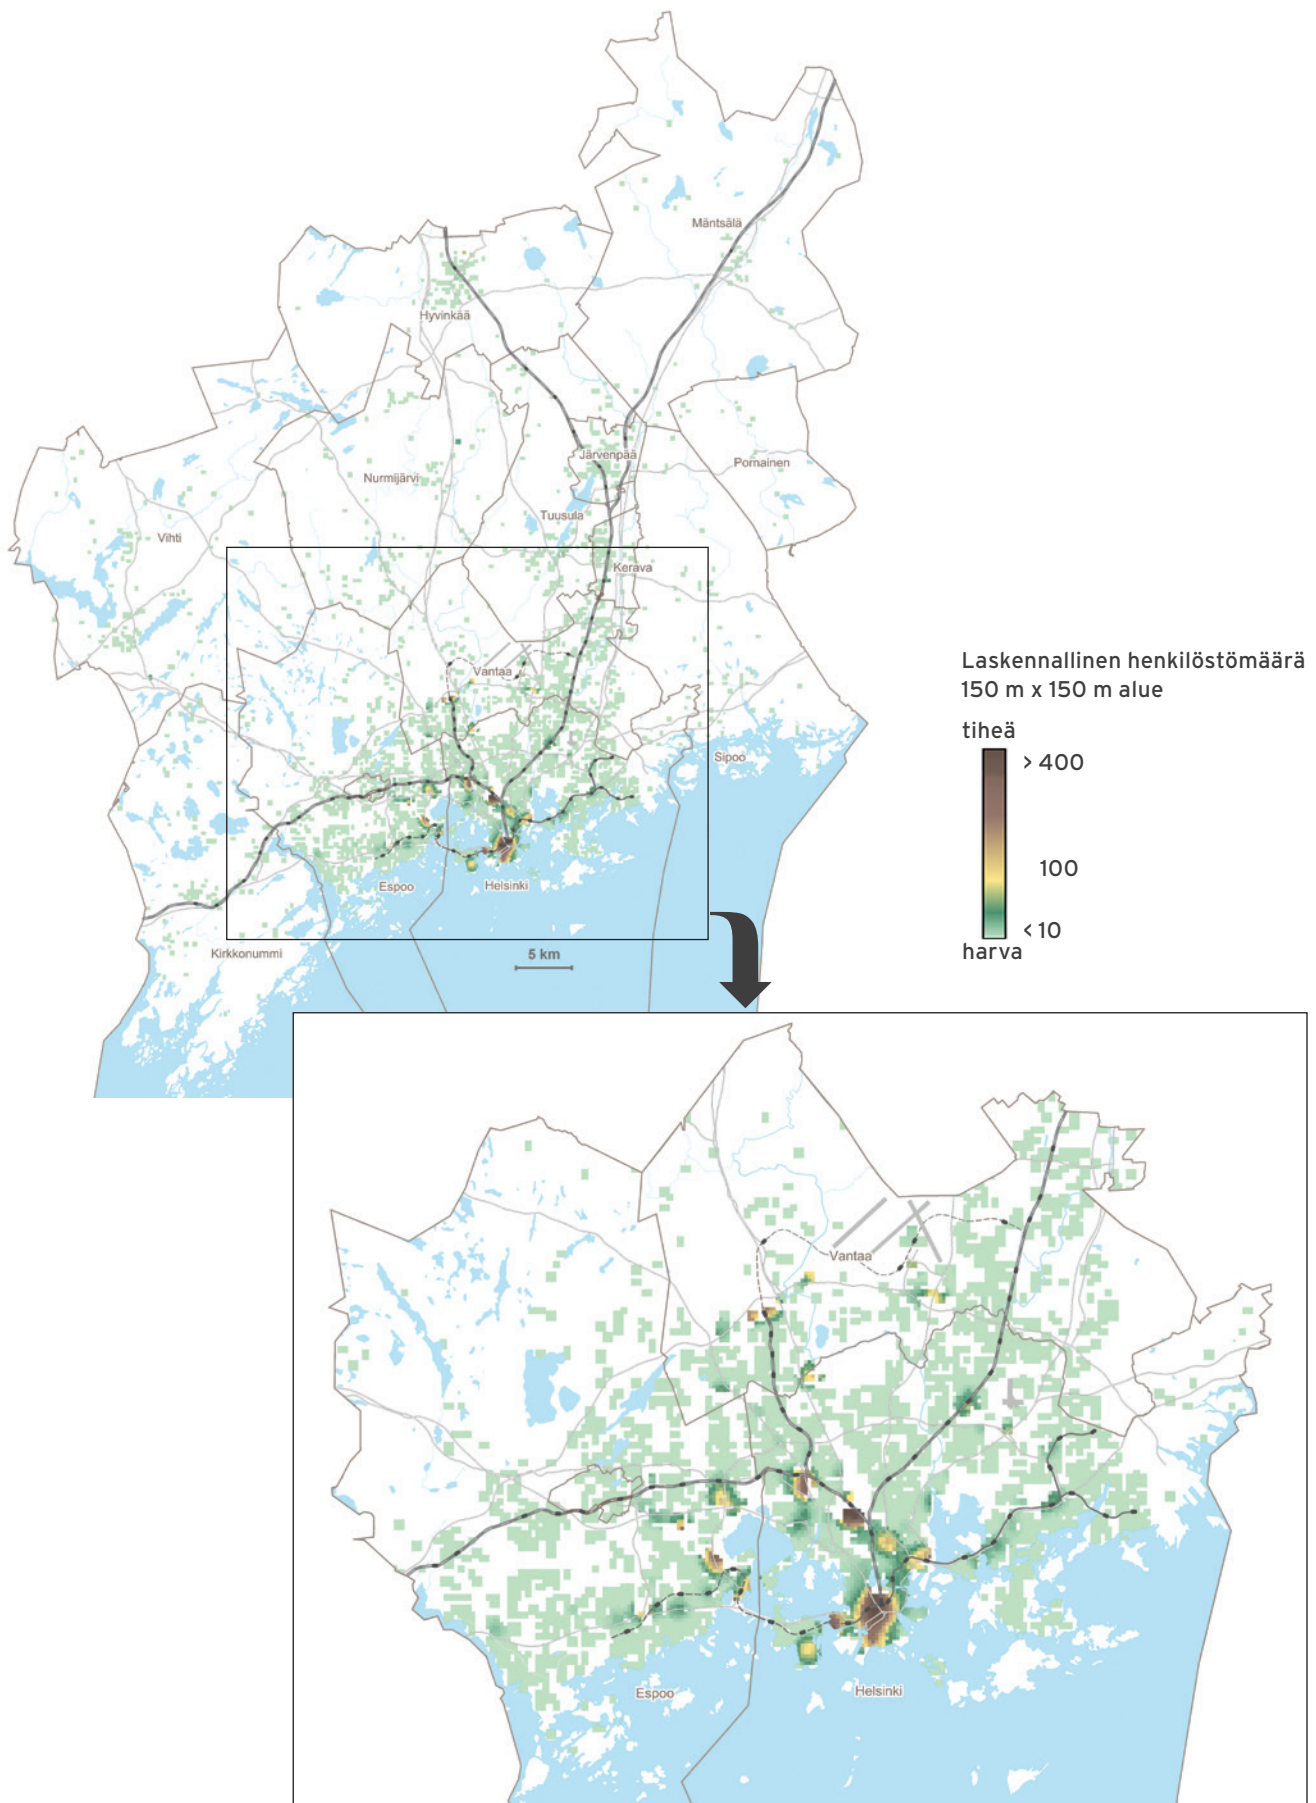 Mäntsälä
Hyvinkää
Järvenpää
Pornainen
Nurmijärvi
Tuusula
Vihti
Kerava
Vantaa
Sipoo
Espoo
Helsinki
Kirkkonummi
5 km
Laskennallinen henkilöstömäärä
150 m x 150 m alue
tiheä
> 400
100
< 10
harva
Vantaa
Espoo
Helsinki